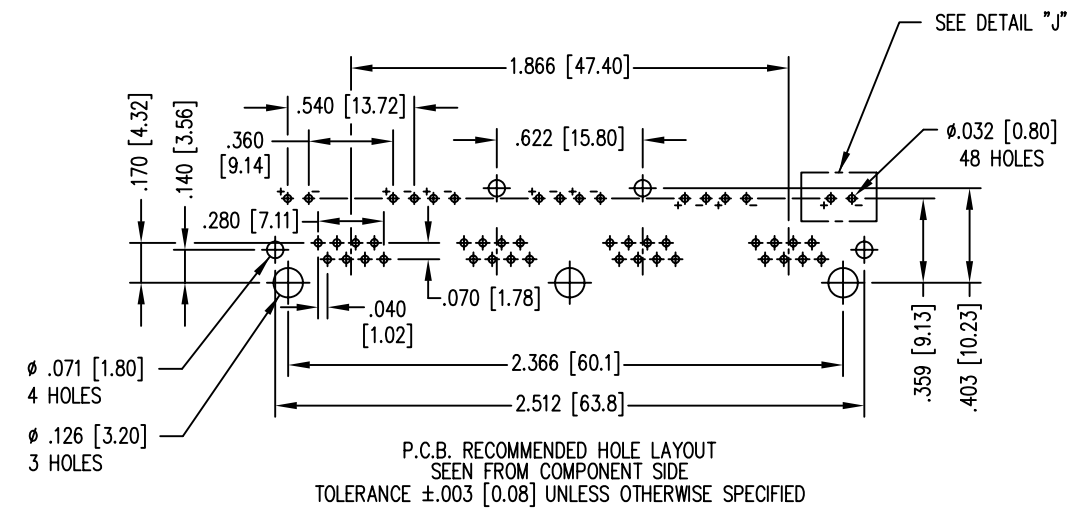 SEE DETAIL "J"
1.866 [47.40]
.540 [13.72]
.360
[9.14]
.622 [15.80]
ø.032 [0.80]
48 HOLES
.170 [4.32]
.140 [3.56]
.280 [7.11]
.070 [1.78]
.040
[1.02]
.359 [9.13]
.403 [10.23]
ø .071 [1.80]
4 HOLES
2.366 [60.1]
2.512 [63.8]
ø .126 [3.20]
3 HOLES
P.C.B. RECOMMENDED HOLE LAYOUT
SEEN FROM COMPONENT SIDE
TOLERANCE ±.003 [0.08] UNLESS OTHERWISE SPECIFIED